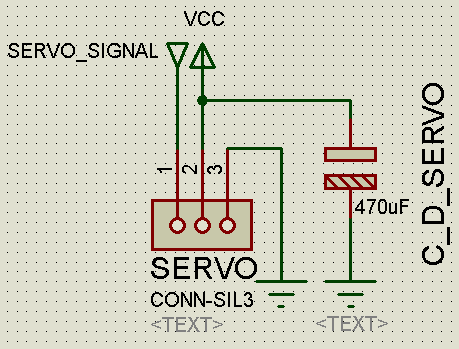 VCC
SERVO_SIGNAL
1
2
3
C_D_SERVO
470uF
SERVO
CONN-SIL3
<TEXT>
<TEXT>